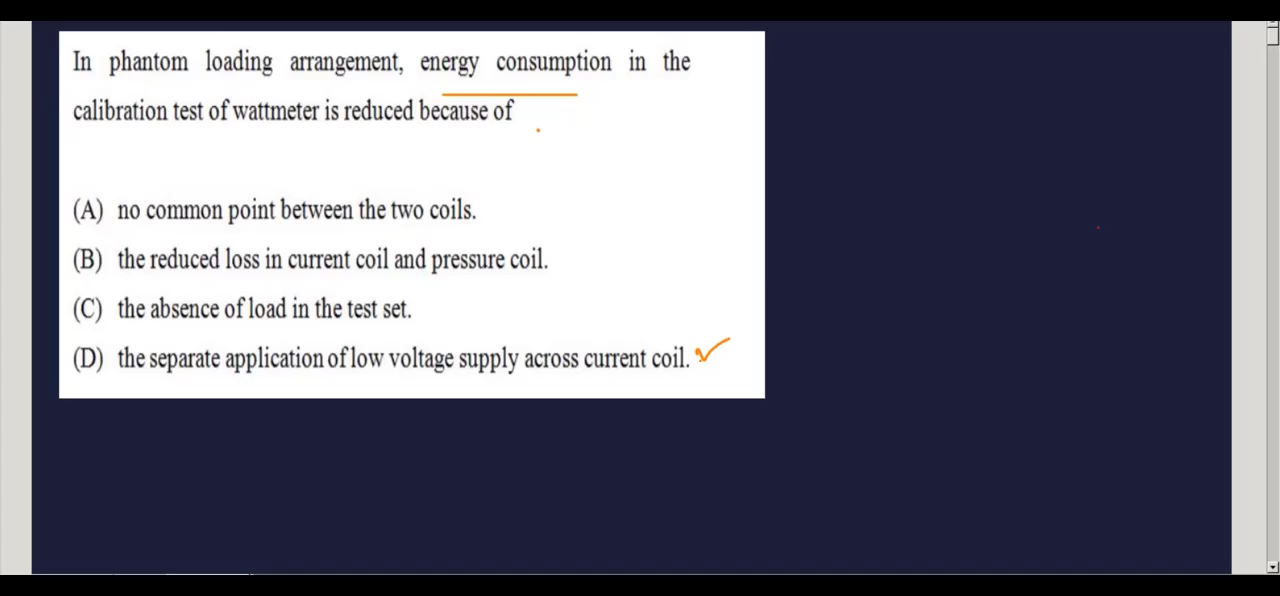 In phantom loading arrangement, energy consumption in the
calibration test of wattmeter is reduced because of
(A) no common point between the two coils.
(B) the reduced loss in current coil and pressure coil.
(C) the absence of load in the test set.
(D) the separate application of low voltage supply across current coil.